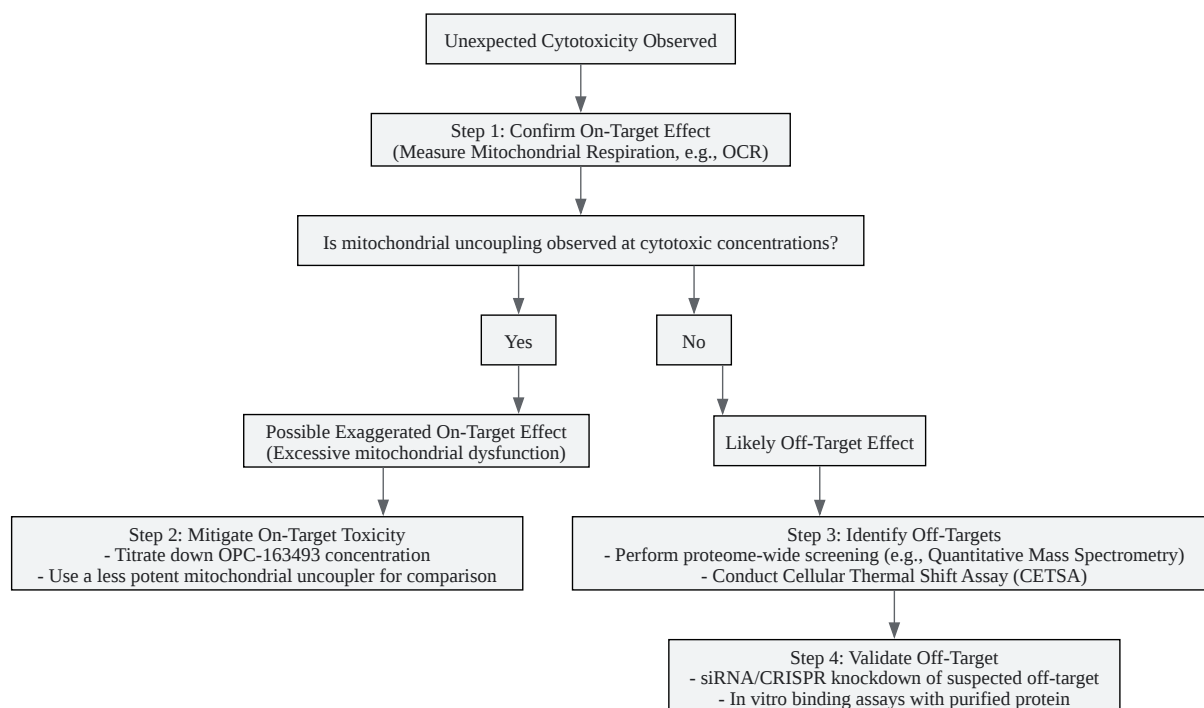 Unexpected Cytotoxicity Observed
Step 1: Confirm On-Target Effect
(Measure Mitochondrial Respiration, e.g., OCR)
Is mitochondrial uncoupling observed at cytotoxic concentrations?
Yes
No
Possible Exaggerated On-Target Effect
(Excessive mitochondrial dysfunction)
Likely Off-Target Effect
Step 2: Mitigate On-Target Toxicity
- Titrate down OPC-163493 concentration
- Use a less potent mitochondrial uncoupler for comparison
Step 3: Identify Off-Targets
- Perform proteome-wide screening (e.g., Quantitative Mass Spectrometry)
- Conduct Cellular Thermal Shift Assay (CETSA)
Step 4: Validate Off-Target
- siRNA/CRISPR knockdown of suspected off-target
- In vitro binding assays with purified protein